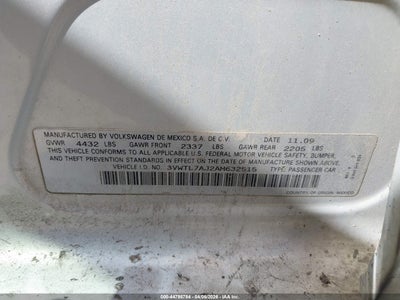 MANUFACTURED BY VOLKSWAGEN DE MEXICO S.A. DE C.V. DATE 11.09
GVWR 4432 LBS GAWR FRONT 2337 LBS GAWR REAR 2205 LBS
THIS VEHICLE CONFORMS TO ALL APPLICABLE U.S. FEDERAL MOTOR VEHICLE SAFETY, BUMPER,
AND THEFT PREVENTION STANDARDS IN EFFECT ON THE DATE OF MANUFACTURE SHOWN ABOVE.
VEHICLE I.D. NO.: 3VWTL7AJ2AM632515 TYPE: PASSENGER CAR
COUNTRY OF ORIGIN: MEXICO
000-44786784 - 04/06/2026 - IAAI.COM